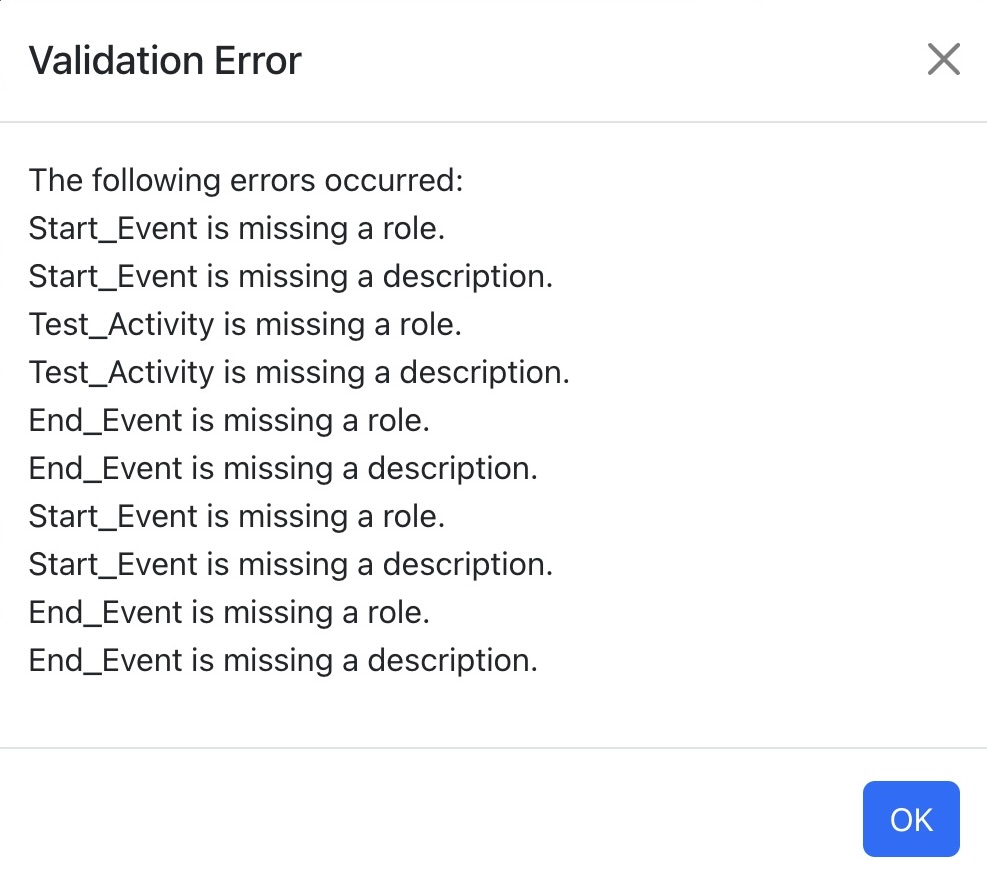 Validation Error
The following errors occurred:
Start_Event is missing a role.
Start_Event is missing a description.
Test_Activity is missing a role.
Test_Activity is missing a description.
End_Event is missing a role.
End_Event is missing a description.
Start_Event is missing a role.
Start_Event is missing a description.
End_Event is missing a role.
End_Event is missing a description.
OK